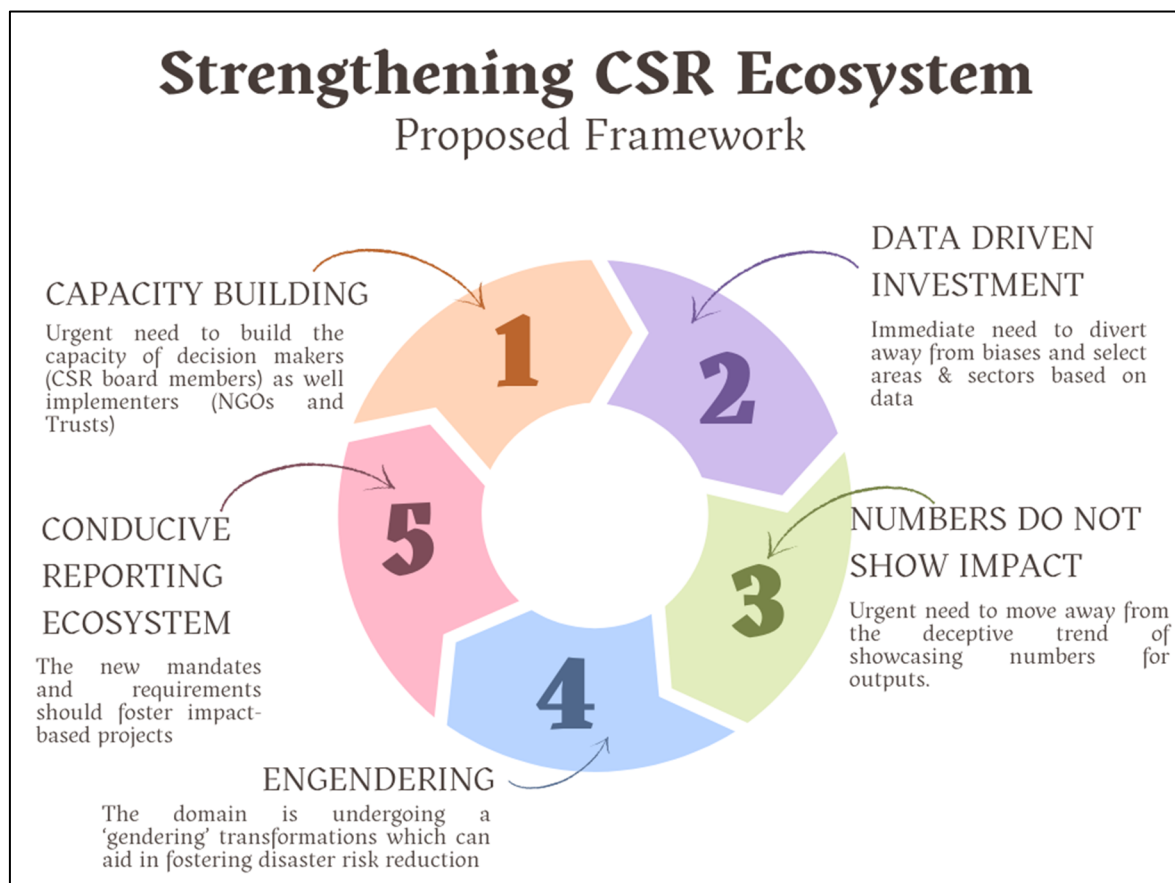 Strengthening CSR Ecosystem
Proposed Framework
CAPACITY BUILDING
Urgent need to build the
capacity of decision makers
(CSR board members) as well
implementers (NGOs and
Trusts)
1
DATA DRIVEN
INVESTMENT
Immediate need to divert
away from biases and select
areas & sectors based on
data
2
NUMBERS DO NOT
SHOW IMPACT
Urgent need to move away from
the deceptive trend of
showcasing numbers for
outputs.
3
ENGENDERING
The domain is undergoing a
‘gendering’ transformations which can
aid in fostering disaster risk reduction
4
CONDUCIVE
REPORTING
ECOSYSTEM
The new mandates
and requirements
should foster impact-
based projects
5